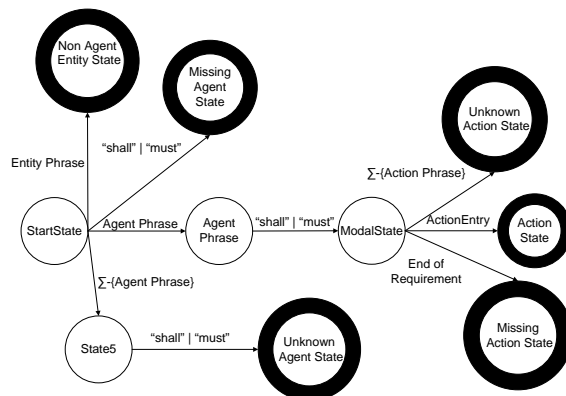 Non Agent
Entity State
Missing
Agent
State
Unknown
Action State
“shall” | “must”
Entity Phrase
∑-{Action Phrase}
StartState
Agent Phrase
Agent
Phrase
“shall” | “must”
ModalState
ActionEntry
Action
State
End of
Requirement
∑-{Agent Phrase}
Missing
Action State
State5
“shall” | “must”
Unknown
Agent State